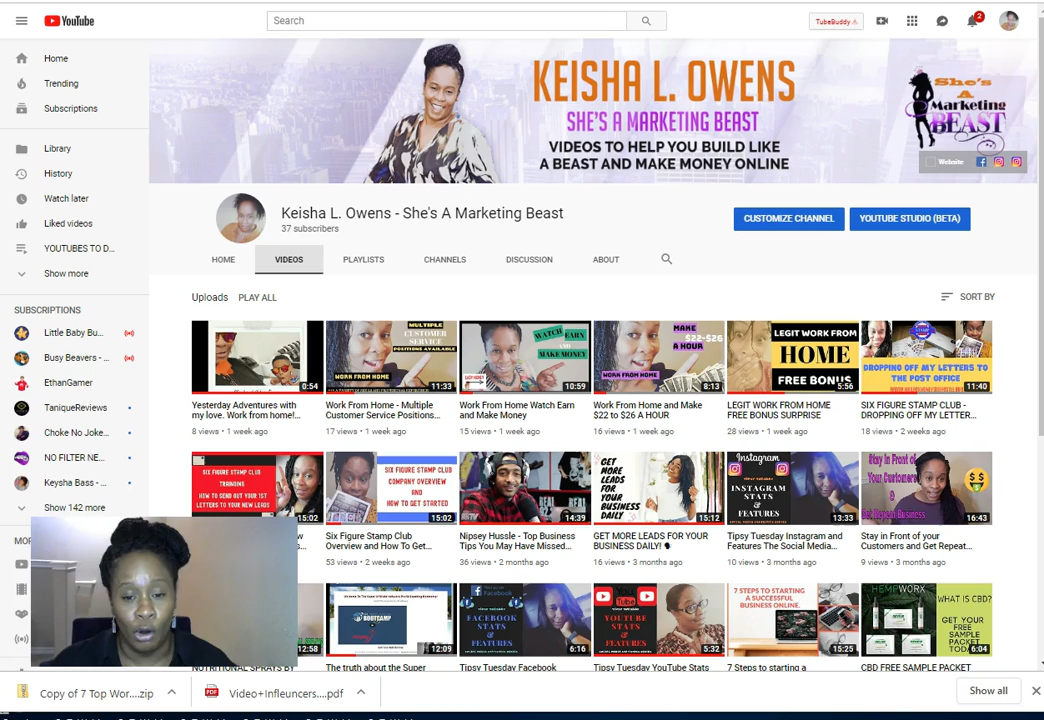 YouTube
Search
TubeBuddy
2
Home
Trending
Subscriptions
Library
History
Watch later
Liked videos
YOUTUBES TO D...
Show more
SUBSCRIPTIONS
Little Baby Bu...
Busy Beavers - ...
EthanGamer
TaniqueReviews
Choke No Joke...
NO FILTER NE...
Keysha Bass - ...
Show 142 more
KEISHA L. OWENS
SHE'S A MARKETING BEAST
VIDEOS TO HELP YOU BUILD LIKE
A BEAST AND MAKE MONEY ONLINE
She's
A
Marketing
BEAST
Website
Keisha L. Owens - She's A Marketing Beast
37 subscribers
CUSTOMIZE CHANNEL
YOUTUBE STUDIO (BETA)
HOME VIDEOS PLAYLISTS CHANNELS DISCUSSION ABOUT
Uploads PLAY ALL
SORT BY
0:54
Yesterday Adventures with
my love. Work from home!...
8 views • 1 week ago
MULTIPLE
CUSTOMER
SERVICE
POSITIONS AVAILABLE
WORK FROM HOME
11:33
Work From Home - Multiple
Customer Service Positions...
17 views • 1 week ago
WATCH EARN
AND
MAKE MONEY
10:59
Work From Home Watch Earn
and Make Money
15 views • 1 week ago
MAKE
$22-$26
A HOUR
WORK FROM HOME
8:13
Work From Home and Make
$22 to $26 A HOUR
16 views • 1 week ago
LEGIT WORK FROM
HOME
FREE BONUS
5:56
LEGIT WORK FROM HOME
FREE BONUS SURPRISE
28 views • 1 week ago
DROPPING OFF MY LETTERS TO
THE POST OFFICE
11:40
SIX FIGURE STAMP CLUB -
DROPPING OFF MY LETTER...
18 views • 2 weeks ago
SIX FIGURE STAMP CLUB
TRAINING
HOW TO SEND OUT YOUR 1ST
LETTERS TO YOUR NEW LEADS
15:02
SIX FIGURE STAMP CLUB
COMPANY OVERVIEW
AND
HOW TO GET STARTED
15:02
Six Figure Stamp Club
Overview and How To Get...
53 views • 2 weeks ago
REAL
14:39
Nipsey Hussle - Top Business
Tips You May Have Missed...
36 views • 2 months ago
GET
MORE
LEADS
FOR
YOUR
BUSINESS
DAILY!
15:12
GET MORE LEADS FOR YOUR
BUSINESS DAILY!
16 views • 3 months ago
Instagram
INSTAGRAM
STATS
&
FEATURES
13:33
Tipsy Tuesday Instagram and
Features The Social Media...
10 views • 3 months ago
Stay in Front of
Your Customers
&
16:43
Stay in Front of your
Customers and Get Repeat...
9 views • 3 months ago
12:58
NUTRITIONAL SPRAYS BY
BOOTCAMP
12:09
The truth about the Super
Facebook
FACEBOOK
STATS
&
FEATURES
6:16
Tipsy Tuesday Facebook
YouTube
YOUTUBE
STATS
&
FEATURES
5:32
Tipsy Tuesday YouTube Stats
7 STEPS TO STARTING
A SUCCESSFUL
BUSINESS ONLINE.
15:25
7 Steps to starting a
HEMPWORX
WHAT IS CBD?
GET YOUR
FREE
SAMPLE
PACKET
6:04
CBD FREE SAMPLE PACKET
Copy of 7 Top Wor....zip
Video+Infleuncers....pdf
Show all